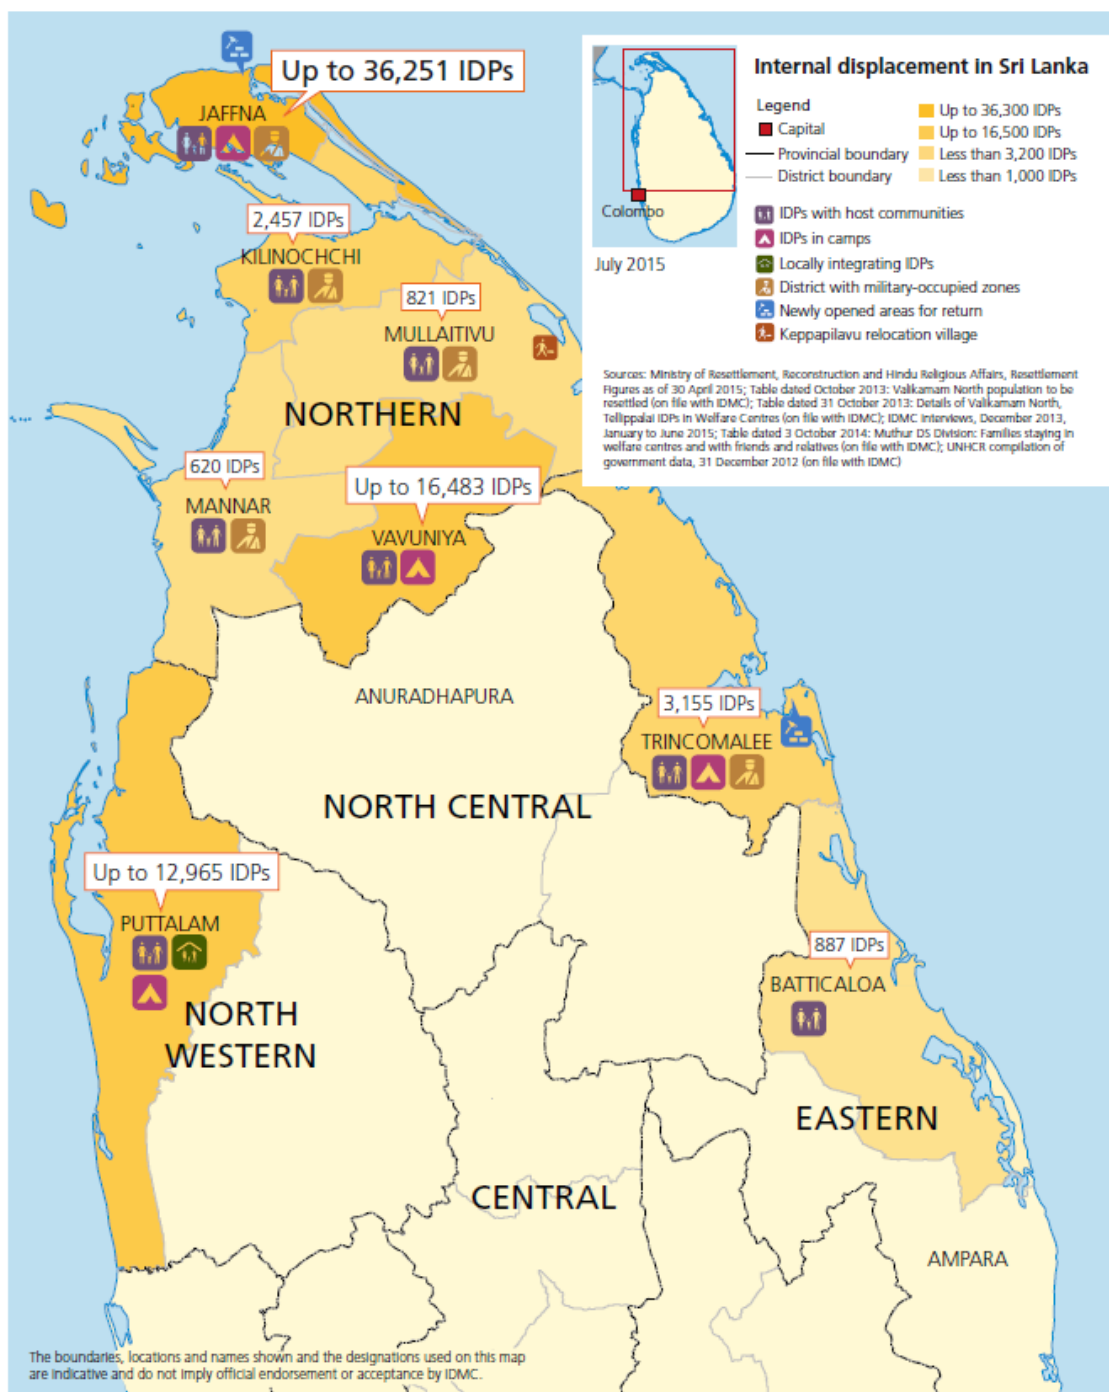 Up to 36,251 IDPs
JAFFNA
2,457 IDPs
KILINOCHCHI
821 IDPs
MULLAITIVU
NORTHERN
620 IDPs
MANNAR
Up to 16,483 IDPs
VAVUNIYA
ANURADHAPURA
3,155 IDPs
TRINCOMALEE
NORTH CENTRAL
Up to 12,965 IDPs
PUTTALAM
NORTH
WESTERN
887 IDPs
BATTICALOA
EASTERN
CENTRAL
AMPARA
Internal displacement in Sri Lanka
Legend
Capital
Provincial boundary
District boundary
Up to 36,300 IDPs
Up to 16,500 IDPs
Less than 3,200 IDPs
Less than 1,000 IDPs
Colombo
July 2015
IDPs with host communities
IDPs in camps
Locally integrating IDPs
District with military-occupied zones
Newly opened areas for return
Keppapilavu relocation village
Sources: Ministry of Resettlement, Reconstruction and Hindu Religious Affairs, Resettlement
Figures as of 30 April 2015; Table dated October 2013: Valikamam North population to be
resettled (on file with IDMC); Table dated 31 October 2013: Details of Valikamam North,
Tellippalai IDPs in Welfare Centres (on file with IDMC); IDMC Interviews, December 2013,
January to June 2015; Table dated 3 October 2014: Muthur DS Division: Families staying in
welfare centres and with friends and relatives (on file with IDMC); UNHCR compilation of
government data, 31 December 2012 (on file with IDMC)
The boundaries, locations and names shown and the designations used on this map
are indicative and do not imply official endorsement or acceptance by IDMC.